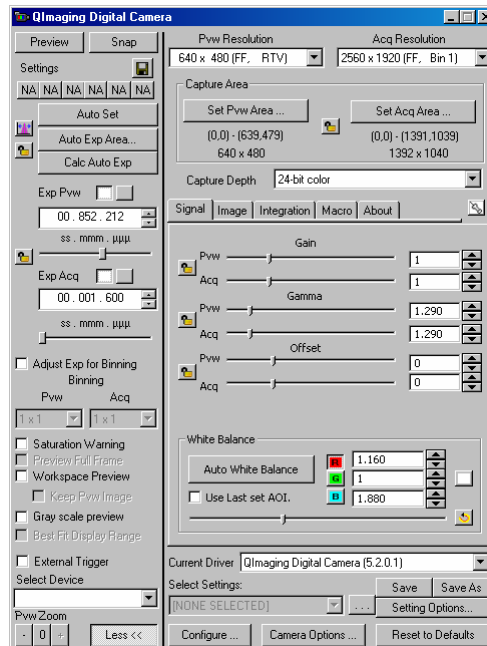 QImaging Digital Camera
Preview Snap
Settings
NA NA NA NA NA NA
Auto Set
Auto Exp Area...
Calc Auto Exp
Exp Pvw
00 . 852 . 212
ss . mmm . µµµ
Exp Acq
00 . 001 . 600
ss . mmm . µµµ
Adjust Exp for Binning
Binning
Pvw Acq
1 x 1 1 x 1
Saturation Warning
Preview Full Frame
Workspace Preview
Keep Pvw Image
Gray scale preview
Best Fit Display Range
External Trigger
Select Device
Pvw Zoom
- 0 + Less <<
Pvw Resolution Acq Resolution
640 x 480 (FF, RTV) 2560 x 1920 (FF, Bin 1)
Capture Area
Set Pvw Area ... Set Acq Area ...
(0,0) - (639,479) (0,0) - (1391,1039)
640 x 480 1392 x 1040
Capture Depth 24-bit color
Signal Image Integration Macro About
Gain
Pvw 1
Acq 1
Gamma
Pvw 1.290
Acq 1.290
Offset
Pvw 0
Acq 0
White Balance
Auto White Balance
Use Last set AOI.
R 1.160
G 1
B 1.880
Current Driver QImaging Digital Camera (5.2.0.1)
Select Settings: Save Save As
[NONE SELECTED] ... Setting Options...
Configure ... Camera Options ... Reset to Defaults